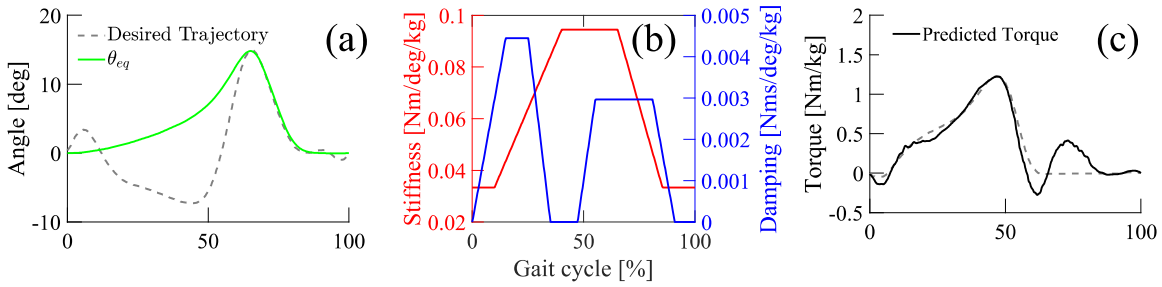 20
10
0
-10
Angle [deg]
Desired Trajectory
θeq
(a)
0
50
100
0.1
0.08
0.06
0.04
0.02
Stiffness [Nm/deg/kg]
(b)
0.005
0.004
0.003
0.002
0.001
0
Damping [Nms/deg/kg]
0
50
100
Gait cycle [%]
2
1.5
1
0.5
0
-0.5
Torque [Nm/kg]
Predicted Torque
(c)
0
50
100